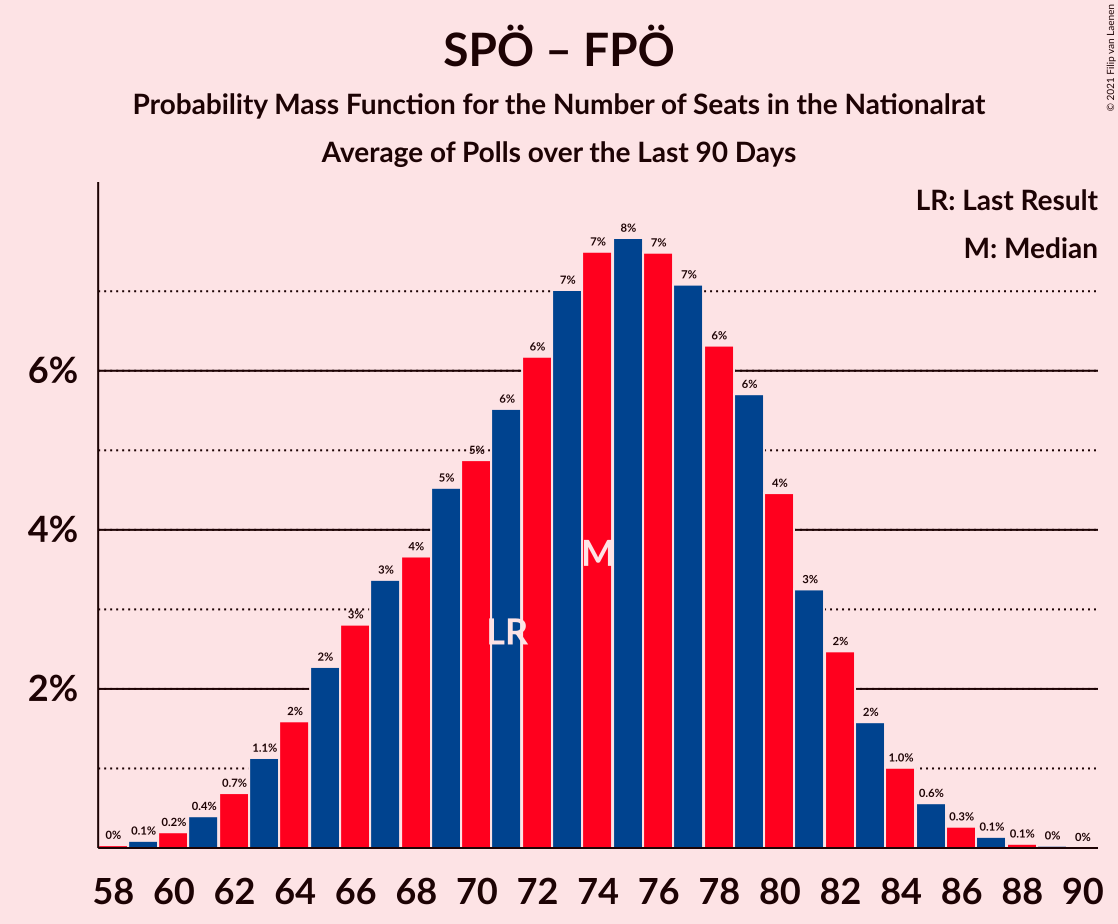 SPÖ – FPÖ
Probability Mass Function for the Number of Seats in the Nationalrat
Average of Polls over the Last 90 Days
© 2021 Filip van Laenen
LR: Last Result
M: Median
6%
4%
2%
0% 0.1% 0.2% 0.4% 0.7% 1.1% 2% 2% 3% 3% 4% 5% 5% 6% 6% 7% 7% 8% 7% 7% 6% 6% 4% 3% 2% 2% 1.0% 0.6% 0.3% 0.1% 0.1% 0% 0%
M
LR
58 60 62 64 66 68 70 72 74 76 78 80 82 84 86 88 90